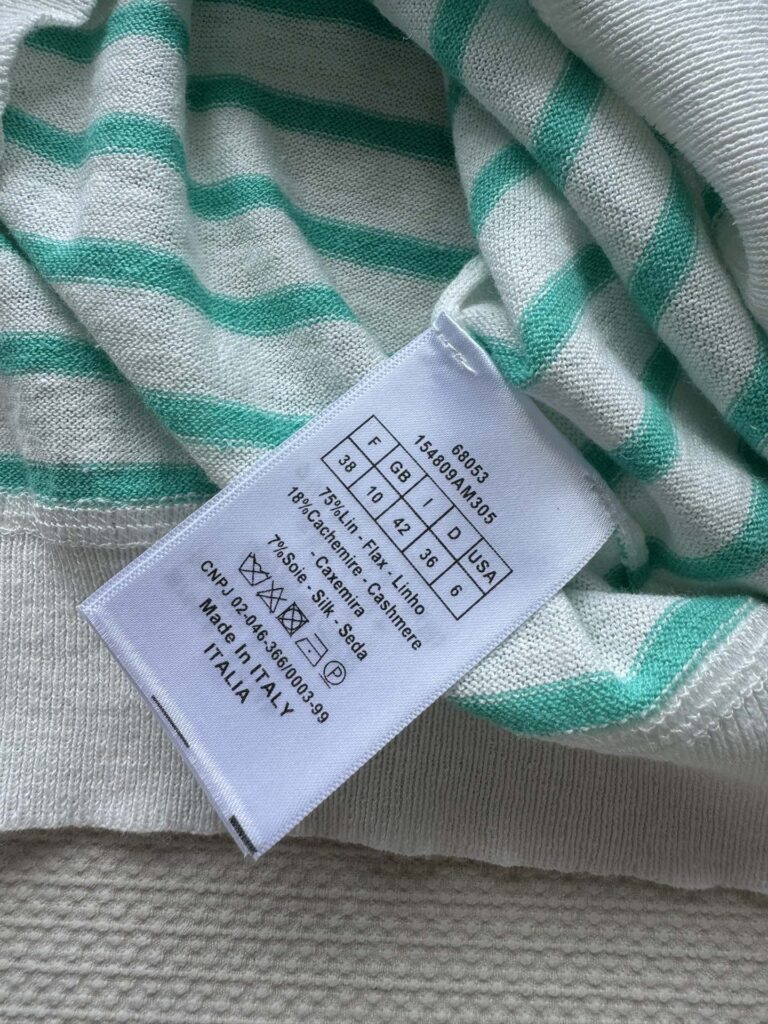 68053
154809AM305
F GB I D USA
38 10 42 36 6
75%Lin - Flax - Linho
18%Cachemire - Cashmere
- Caxemira
7%Soie - Silk - Seda
P
CNPJ 02-046-366/0003-99
Made In ITALY
ITALIA